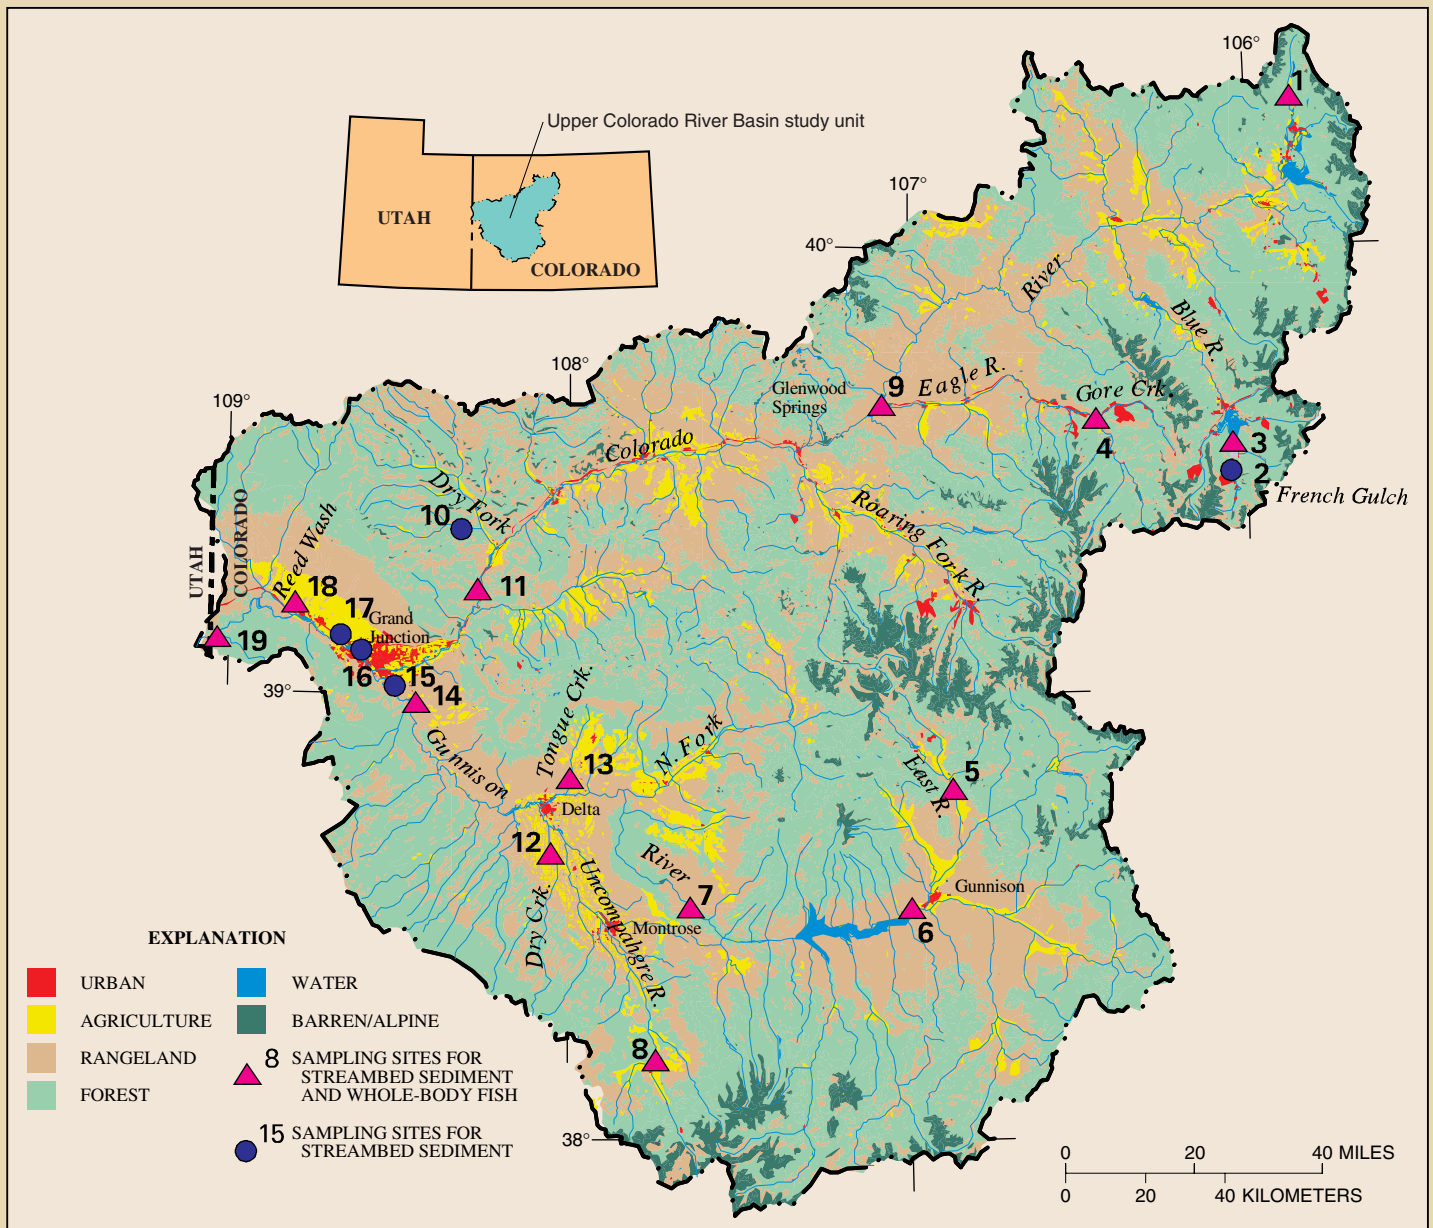 106°
1
Upper Colorado River Basin study unit
107°
UTAH
40°
COLORADO
River
Blue R.
108°
Glenwood
Springs
9
Eagle R.
Gore Crk.
109°
4
3
2
French Gulch
Colorado
Dry Fork
10
Roaring Fork R.
UTAH
COLORADO
Reed Wash
18
11
17
Grand
Junction
19
16
15
39°
14
Gunnison
Tongue Crk.
13
N. Fork
East R.
5
Delta
12
River
7
Gunnison
Uncompahgre R.
Dry Crk.
Montrose
6
8
38°
EXPLANATION
URBAN
AGRICULTURE
RANGELAND
FOREST
WATER
BARREN/ALPINE
8 SAMPLING SITES FOR
STREAMBED SEDIMENT
AND WHOLE-BODY FISH
15 SAMPLING SITES FOR
STREAMBED SEDIMENT
0 20 40 MILES
0 20 40 KILOMETERS